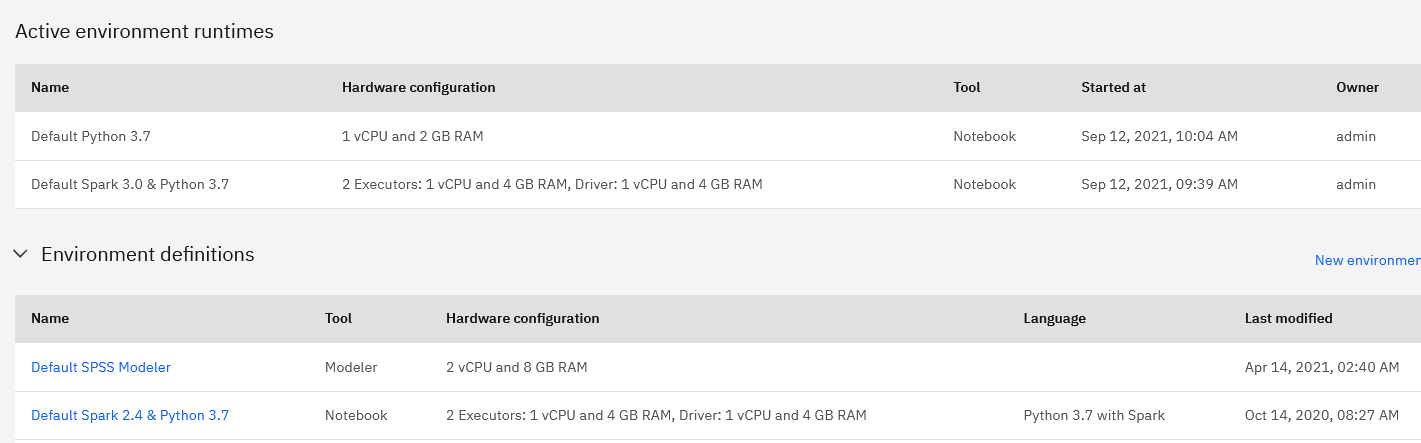 Active environment runtimes
Name Hardware configuration Tool Started at Owner
Default Python 3.7 1 vCPU and 2 GB RAM Notebook Sep 12, 2021, 10:04 AM admin
Default Spark 3.0 & Python 3.7 2 Executors: 1 vCPU and 4 GB RAM, Driver: 1 vCPU and 4 GB RAM Notebook Sep 12, 2021, 09:39 AM admin
Environment definitions
New environmen
Name Tool Hardware configuration Language Last modified
Default SPSS Modeler Modeler 2 vCPU and 8 GB RAM Apr 14, 2021, 02:40 AM
Default Spark 2.4 & Python 3.7 Notebook 2 Executors: 1 vCPU and 4 GB RAM, Driver: 1 vCPU and 4 GB RAM Python 3.7 with Spark Oct 14, 2020, 08:27 AM